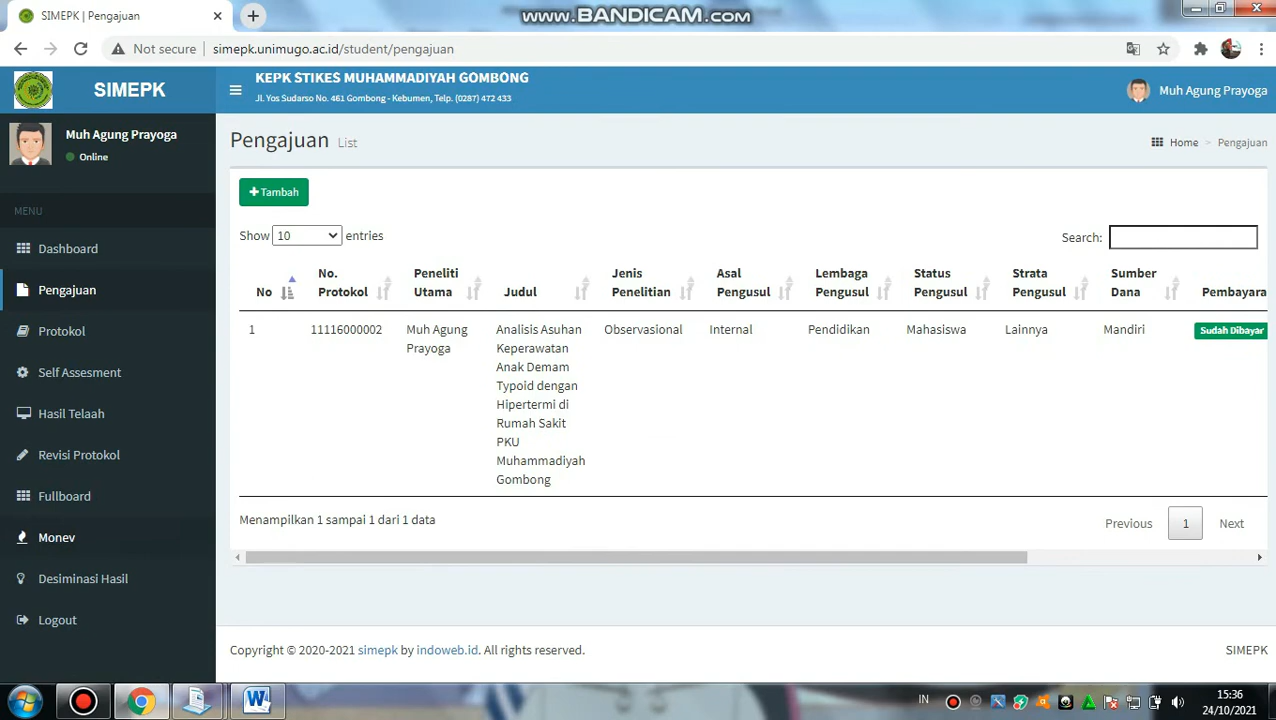 SIMEPK | Pengajuan
www.BANDICAM.com
Not secure
simepk.unimugo.ac.id/student/pengajuan
SIMEPK
KEPK STIKES MUHAMMADIYAH GOMBONG
Jl. Yos Sudarso No. 461 Gombong - Kebumen, Telp. (0287) 472 433
Muh Agung Prayoga
Muh Agung Prayoga
Online
MENU
Dashboard
Pengajuan
Protokol
Self Assesment
Hasil Telaah
Revisi Protokol
Fullboard
Monev
Desiminasi Hasil
Logout
Pengajuan List
Home > Pengajuan
Tambah
Show 10 entries
Search:
No
No. Protokol
Peneliti Utama
Judul
Jenis Penelitian
Asal Pengusul
Lembaga Pengusul
Status Pengusul
Strata Pengusul
Sumber Dana
Pembayara
1
11116000002
Muh Agung
Prayoga
Analisis Asuhan
Keperawatan
Anak Demam
Typoid dengan
Hipertermi di
Rumah Sakit
PKU
Muhammadiyah
Gombong
Observasional
Internal
Pendidikan
Mahasiswa
Lainnya
Mandiri
Sudah Dibayar
Menampilkan 1 sampai 1 dari 1 data
Previous 1 Next
Copyright © 2020-2021 simepk by indoweb.id. All rights reserved.
SIMEPK
IN
15:36
24/10/2021